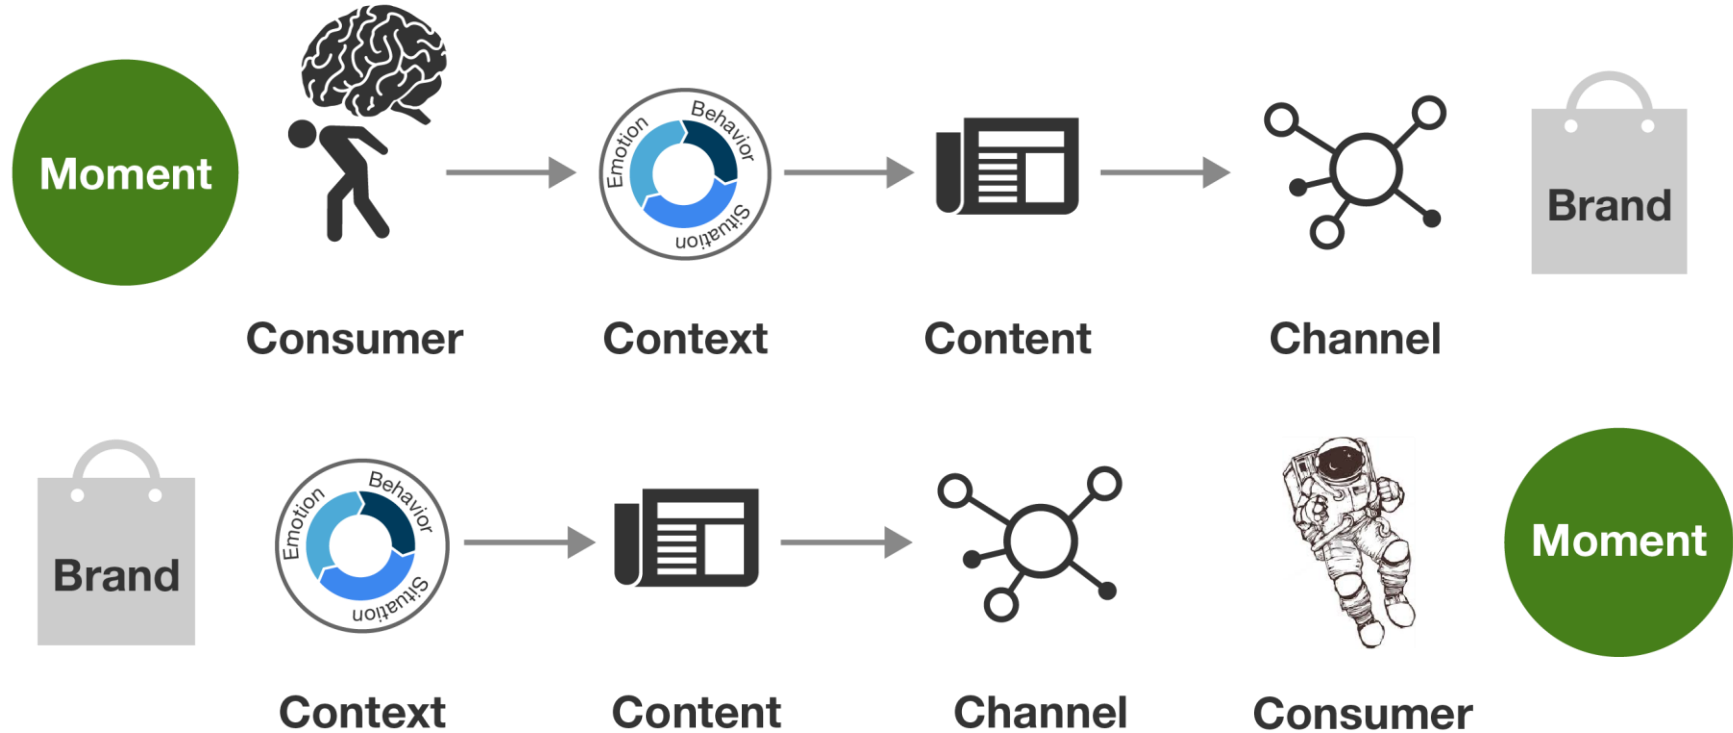 Moment
Emotion
Behavior
Situation
Brand
Consumer
Context
Content
Channel
Brand
Emotion
Behavior
Situation
Moment
Context
Content
Channel
Consumer